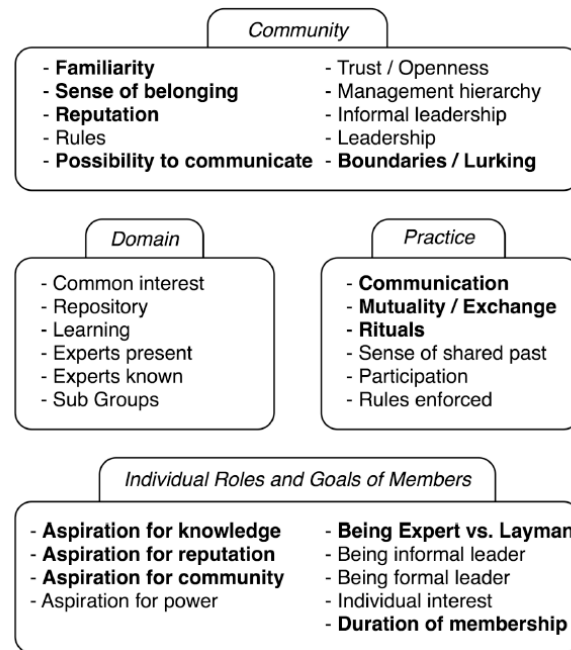 Community
- Familiarity
- Sense of belonging
- Reputation
- Rules
- Possibility to communicate
- Trust / Openness
- Management hierarchy
- Informal leadership
- Leadership
- Boundaries / Lurking
Domain
- Common interest
- Repository
- Learning
- Experts present
- Experts known
- Sub Groups
Practice
- Communication
- Mutuality / Exchange
- Rituals
- Sense of shared past
- Participation
- Rules enforced
Individual Roles and Goals of Members
- Aspiration for knowledge
- Aspiration for reputation
- Aspiration for community
- Aspiration for power
- Being Expert vs. Layman
- Being informal leader
- Being formal leader
- Individual interest
- Duration of membership